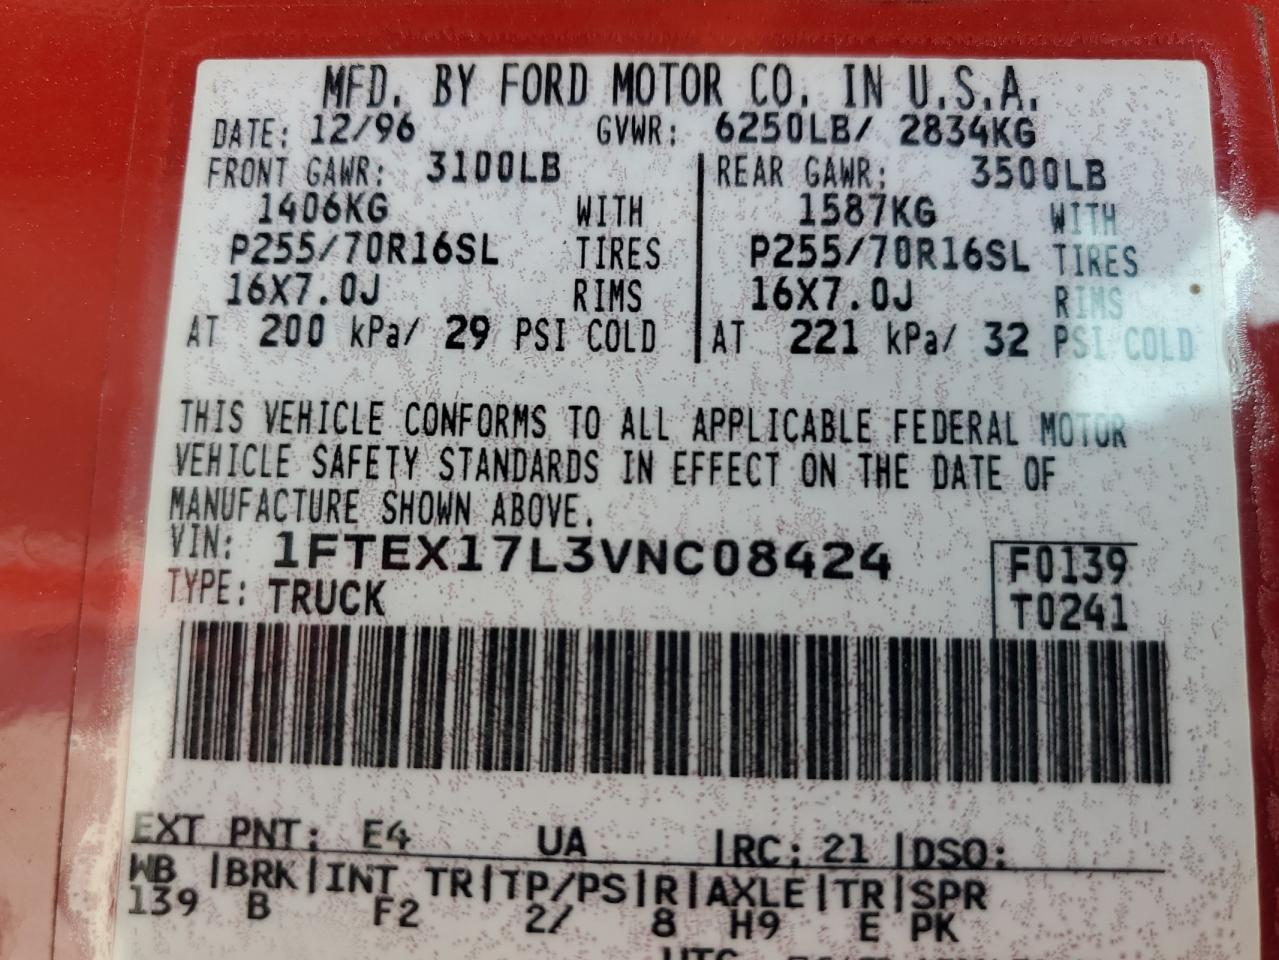 MFD. BY FORD MOTOR CO. IN U.S.A.
DATE: 12/96 GVWR: 6250LB/ 2834KG
FRONT GAWR: 3100LB REAR GAWR: 3500LB
1406KG WITH 1587KG WITH
P255/70R16SL TIRES P255/70R16SL TIRES
16X7.0J RIMS 16X7.0J RIMS
AT 200 kPa/ 29 PSI COLD AT 221 kPa/ 32 PSI COLD
THIS VEHICLE CONFORMS TO ALL APPLICABLE FEDERAL MOTOR
VEHICLE SAFETY STANDARDS IN EFFECT ON THE DATE OF
MANUFACTURE SHOWN ABOVE.
VIN: 1FTEX17L3VNC08424 F0139
TYPE: TRUCK T0241
EXT PNT: E4 UA |RC: 21 |DSO:
WB |BRK|INT TR|TP/PS|R|AXLE|TR|SPR
139 B F2 2/ 8 H9 E PK